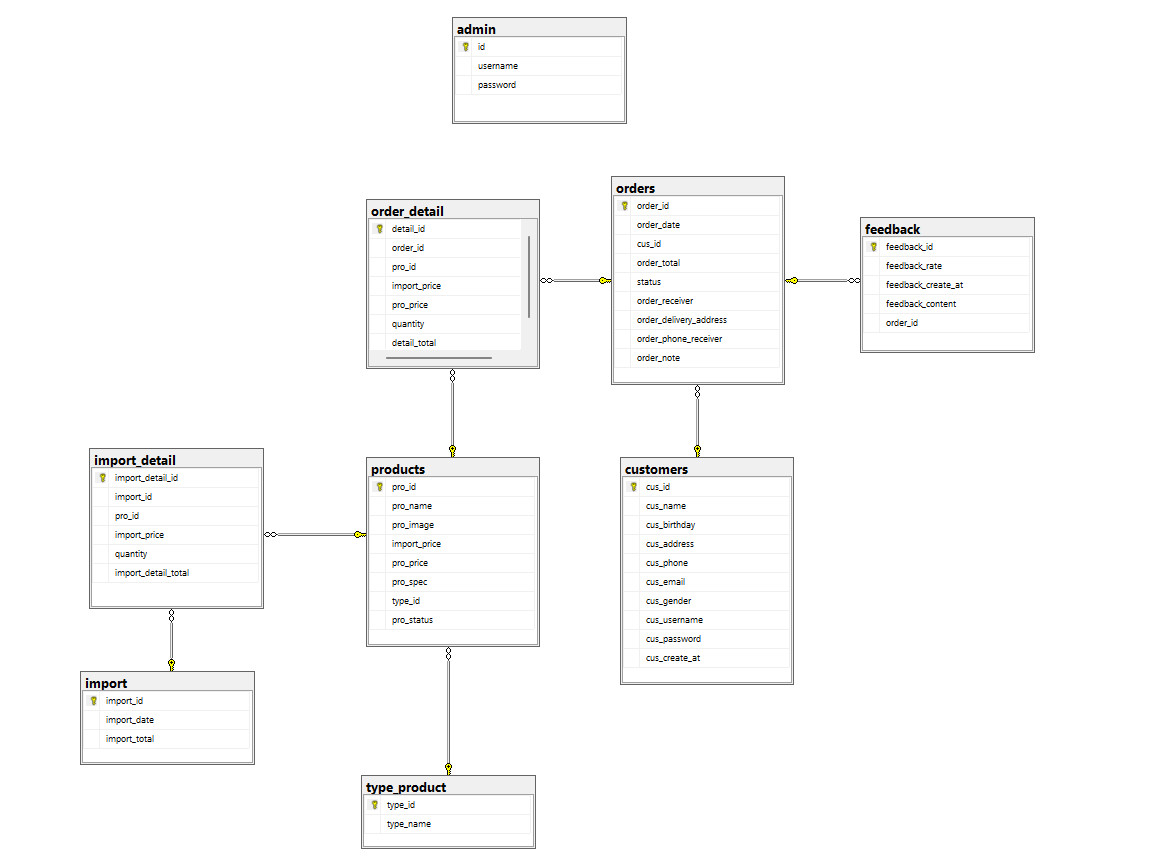 admin
id
username
password
order_detail
detail_id
order_id
pro_id
import_price
pro_price
quantity
detail_total
orders
order_id
order_date
cus_id
order_total
status
order_receiver
order_delivery_address
order_phone_receiver
order_note
feedback
feedback_id
feedback_rate
feedback_create_at
feedback_content
order_id
import_detail
import_detail_id
import_id
pro_id
import_price
quantity
import_detail_total
products
pro_id
pro_name
pro_image
import_price
pro_price
pro_spec
type_id
pro_status
customers
cus_id
cus_name
cus_birthday
cus_address
cus_phone
cus_email
cus_gender
cus_username
cus_password
cus_create_at
import
import_id
import_date
import_total
type_product
type_id
type_name